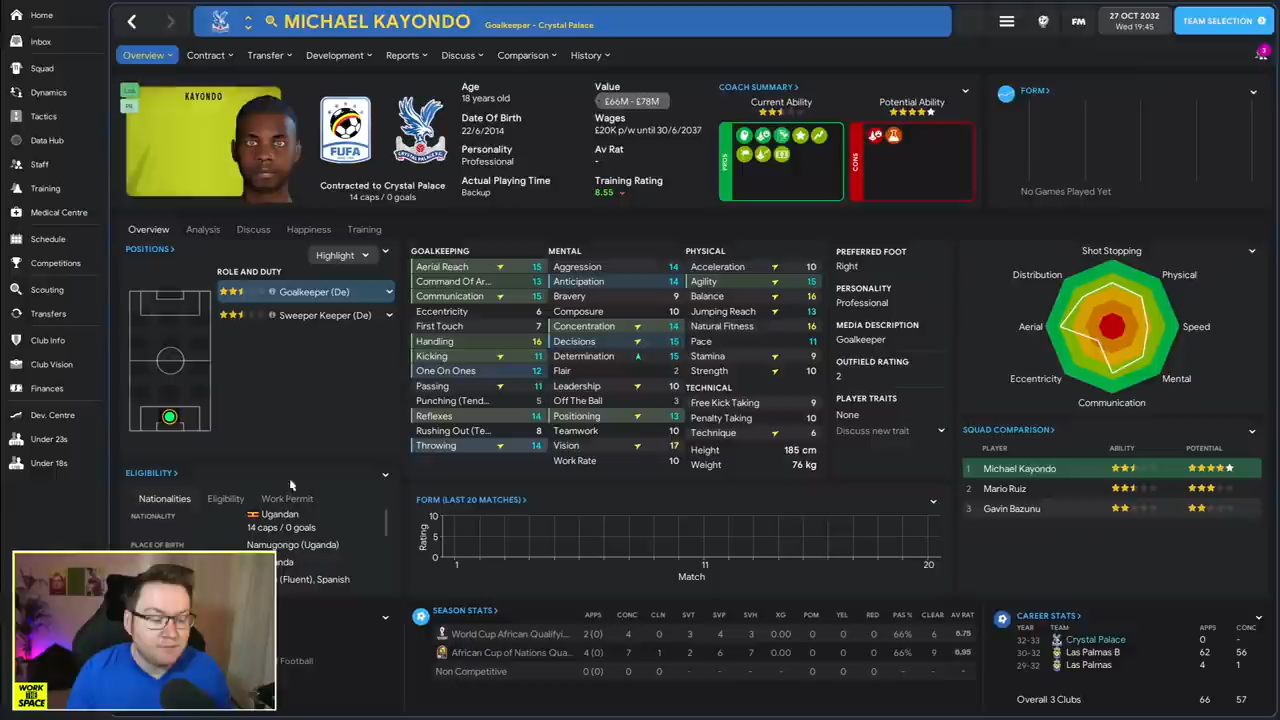 Home
MICHAEL KAYONDO
Goalkeeper - Crystal Palace
FM
27 OCT 2032
Wed 19:45
TEAM SELECTION
Inbox
Squad
Dynamics
Tactics
Data Hub
Staff
Training
Medical Centre
Schedule
Competitions
Scouting
Transfers
Club Info
Club Vision
Finances
Dev. Centre
Under 23s
Under 18s
Overview
Contract
Transfer
Development
Reports
Discuss
Comparison
History
3
KAYONDO
PR
FUFA
Contracted to Crystal Palace
14 caps / 0 goals
Age
18 years old
Date Of Birth
22/6/2014
Personality
Professional
Actual Playing Time
Backup
Value
£66M - £78M
Wages
£20K p/w until 30/6/2037
Av Rat
-
Training Rating
8.55
COACH SUMMARY >
Current Ability
Potential Ability
PROS
CONS
FORM >
No Games Played Yet
Overview
Analysis
Discuss
Happiness
Training
POSITIONS >
Highlight
ROLE AND DUTY
Goalkeeper (De)
Sweeper Keeper (De)
GOALKEEPING
Aerial Reach 15
Command Of Ar... 13
Communication 15
Eccentricity 6
First Touch 7
Handling 16
Kicking 11
One On Ones 12
Passing 11
Punching (Tend... 5
Reflexes 14
Rushing Out (Te... 8
Throwing 14
MENTAL
Aggression 14
Anticipation 14
Bravery 9
Composure 10
Concentration 14
Decisions 15
Determination 15
Flair 2
Leadership 10
Off The Ball 3
Positioning 13
Teamwork 10
Vision 17
Work Rate 10
PHYSICAL
Acceleration 10
Agility 15
Balance 16
Jumping Reach 13
Natural Fitness 16
Pace 11
Stamina 9
Strength 10
TECHNICAL
Free Kick Taking 9
Penalty Taking 10
Technique 6
Height 185 cm
Weight 76 kg
PREFERRED FOOT
Right
PERSONALITY
Professional
MEDIA DESCRIPTION
Goalkeeper
OUTFIELD RATING
2
PLAYER TRAITS
None
Discuss new trait
Shot Stopping
Distribution
Physical
Aerial
Speed
Eccentricity
Mental
Communication
SQUAD COMPARISON >
PLAYER ABILITY POTENTIAL
1 Michael Kayondo
2 Mario Ruiz
3 Gavin Bazunu
ELIGIBILITY >
Nationalities
Eligibility
Work Permit
NATIONALITY
Ugandan
14 caps / 0 goals
PLACE OF BIRTH
Namugongo (Uganda)
anda
(Fluent), Spanish
Football
WORK
THE
SPACE
FORM (LAST 20 MATCHES) >
Rating
10
5
0
1
11
20
Match
SEASON STATS >
APPS CONC CLN SVT SVP SVH XG POM YEL RED PAS % CLEAR AV RAT
World Cup African Qualifyi... 2 (0) 4 0 3 4 3 0.00 0 0 0 66% 6 6.75
African Cup of Nations Qua... 4 (0) 7 1 2 6 7 0.00 0 0 0 66% 9 6.95
Non Competitive 0 (0) 0 0 - - - - 0 0 0 - - -
CAREER STATS >
YEAR TEAM APPS CONC
32-33 Crystal Palace 0 -
30-32 Las Palmas B 62 56
29-32 Las Palmas 4 1
Overall 3 Clubs 66 57